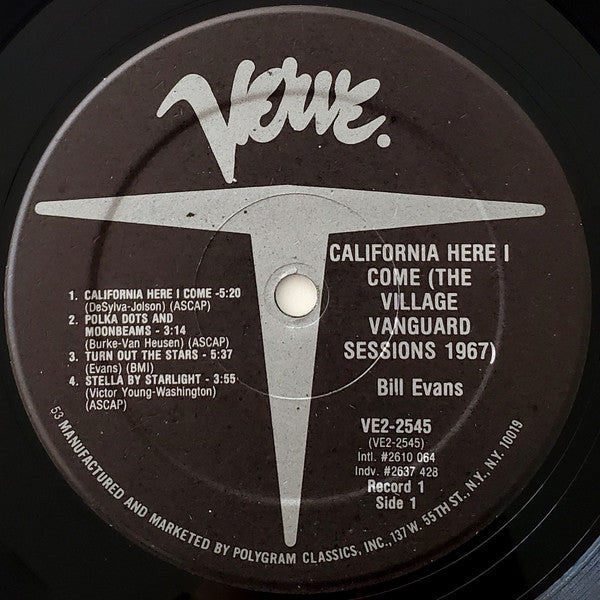 Verve.
1. CALIFORNIA HERE I COME -5:20
(DeSylva-Jolson) (ASCAP)
2. POLKA DOTS AND
MOONBEAMS - 3:14
(Burke-Van Heusen) (ASCAP)
3. TURN OUT THE STARS - 5:37
(Evans) (BMI)
4. STELLA BY STARLIGHT - 3:55
(Victor Young-Washington)
(ASCAP)
CALIFORNIA HERE I
COME (THE
VILLAGE
VANGUARD
SESSIONS 1967)
Bill Evans
VE2-2545
(VE2-2545)
Intl. #2610 064
Indv. #2637 428
Record 1
Side 1
53 MANUFACTURED AND MARKETED BY POLYGRAM CLASSICS, INC., 137 W. 55TH ST., N.Y., N.Y. 10019